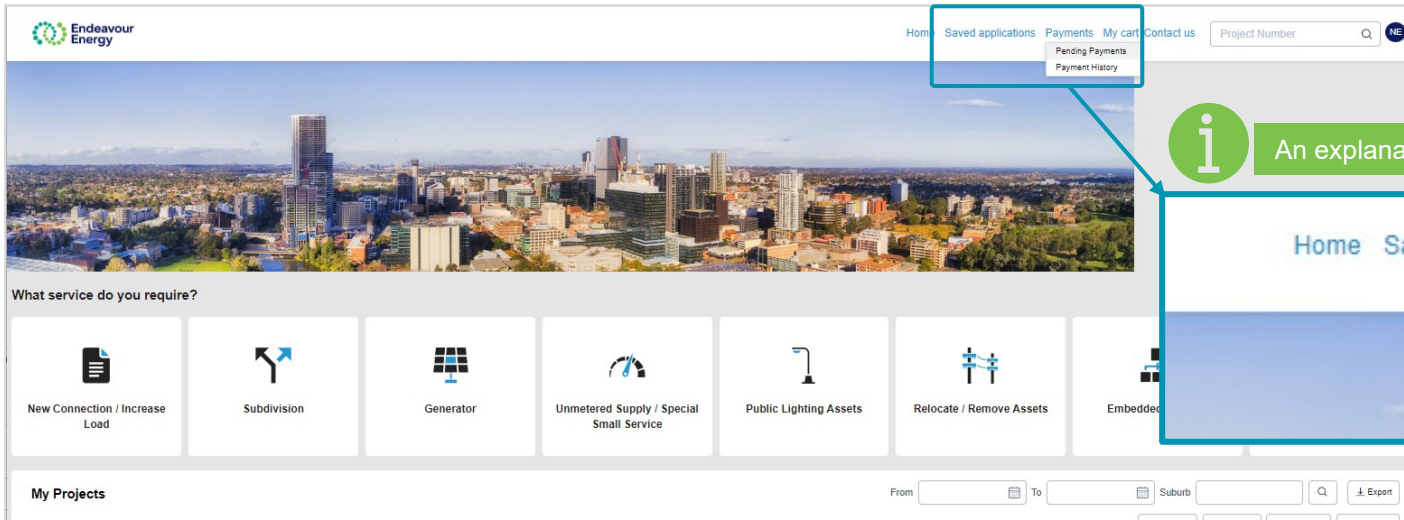 Endeavour
Energy
Home Saved applications Payments My cart Contact us Project Number NE
Pending Payments
Payment History
An explana
Home Sa
What service do you require?
New Connection / Increase
Load
Subdivision
Generator
Unmetered Supply / Special
Small Service
Public Lighting Assets
Relocate / Remove Assets
Embedded
My Projects
From To Suburb Export